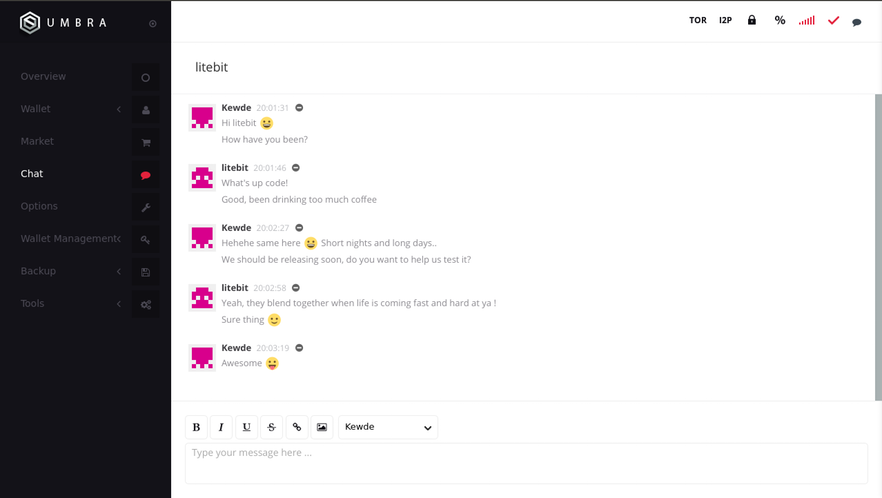 UMBRA
TOR I2P %
Overview
Wallet
Market
Chat
Options
Wallet Management
Backup
Tools
litebit
Kewde 20:01:31
Hi litebit 😀
How have you been?
litebit 20:01:46
What's up code!
Good, been drinking too much coffee
Kewde 20:02:27
Hehehe same here 😀 Short nights and long days..
We should be releasing soon, do you want to help us test it?
litebit 20:02:58
Yeah, they blend together when life is coming fast and hard at ya !
Sure thing 🙂
Kewde 20:03:19
Awesome 😛
B I U S Kewde
Type your message here ...